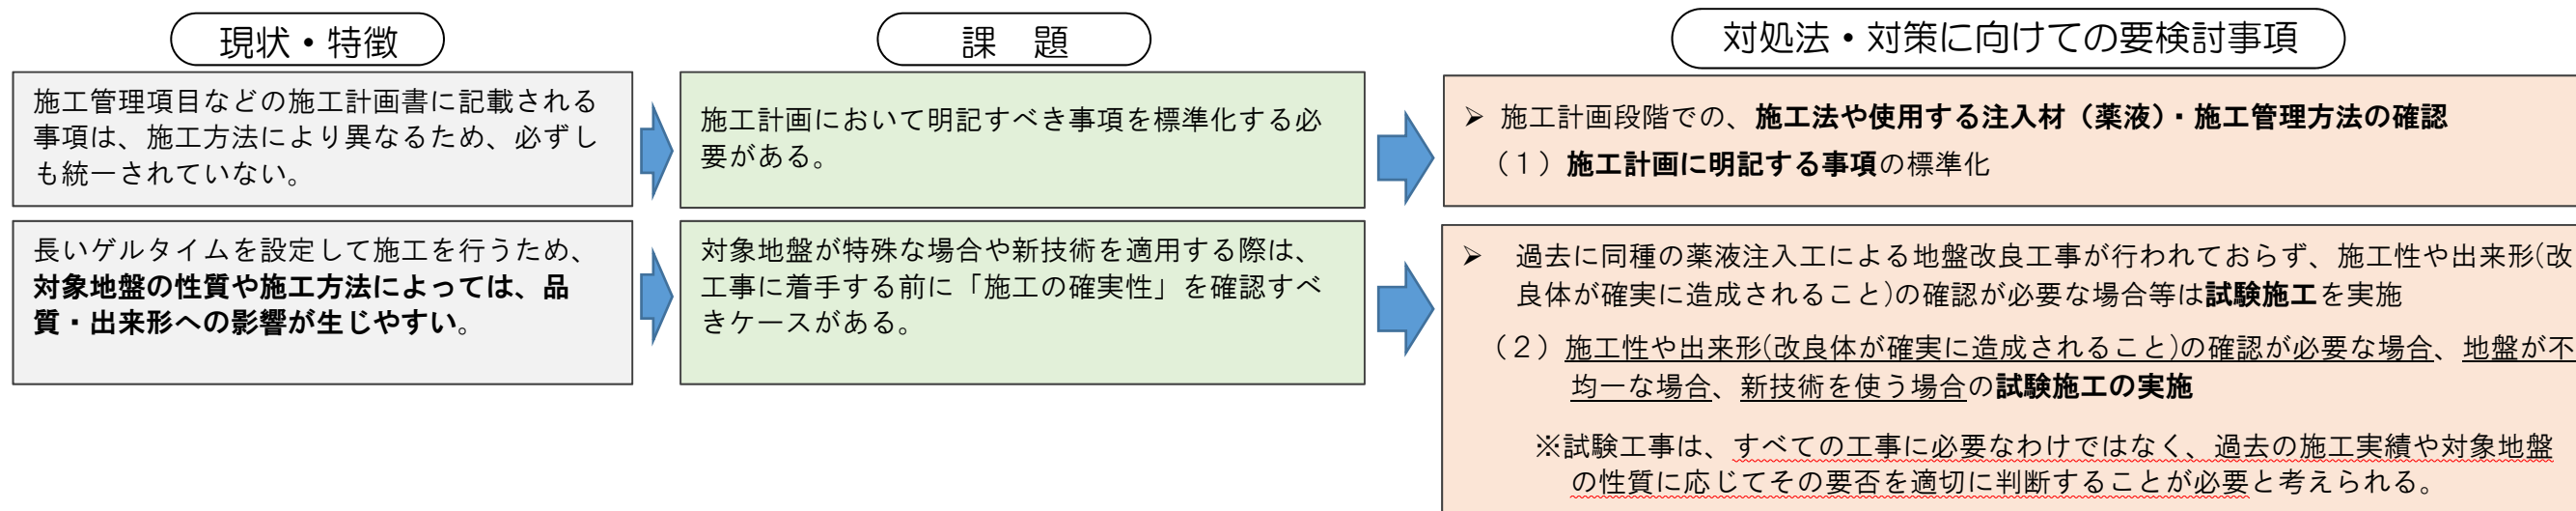 現状・特徴
課　題
対処法・対策に向けての要検討事項
施工管理項目などの施工計画書に記載される
事項は、施工方法により異なるため、必ずし
も統一されていない。
施工計画において明記すべき事項を標準化する必
要がある。
➢ 施工計画段階での、施工法や使用する注入材（薬液）・施工管理方法の確認
（１）施工計画に明記する事項の標準化
長いゲルタイムを設定して施工を行うため、
対象地盤の性質や施工方法によっては、品
質・出来形への影響が生じやすい。
対象地盤が特殊な場合や新技術を適用する際は、
工事に着手する前に「施工の確実性」を確認すべ
きケースがある。
➢ 過去に同種の薬液注入工による地盤改良工事が行われておらず、施工性や出来形(改
良体が確実に造成されること)の確認が必要な場合等は試験施工を実施
（２）施工性や出来形(改良体が確実に造成されること)の確認が必要な場合、地盤が不
均一な場合、新技術を使う場合の試験施工の実施
※試験工事は、すべての工事に必要なわけではなく、過去の施工実績や対象地盤
の性質に応じてその要否を適切に判断することが必要と考えられる。